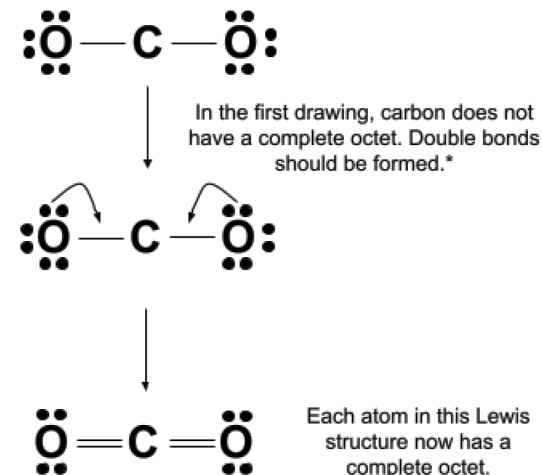 O — C — O
In the first drawing, carbon does not
have a complete octet. Double bonds
should be formed.*
O — C — O
O = C = O
Each atom in this Lewis
structure now has a
complete octet.